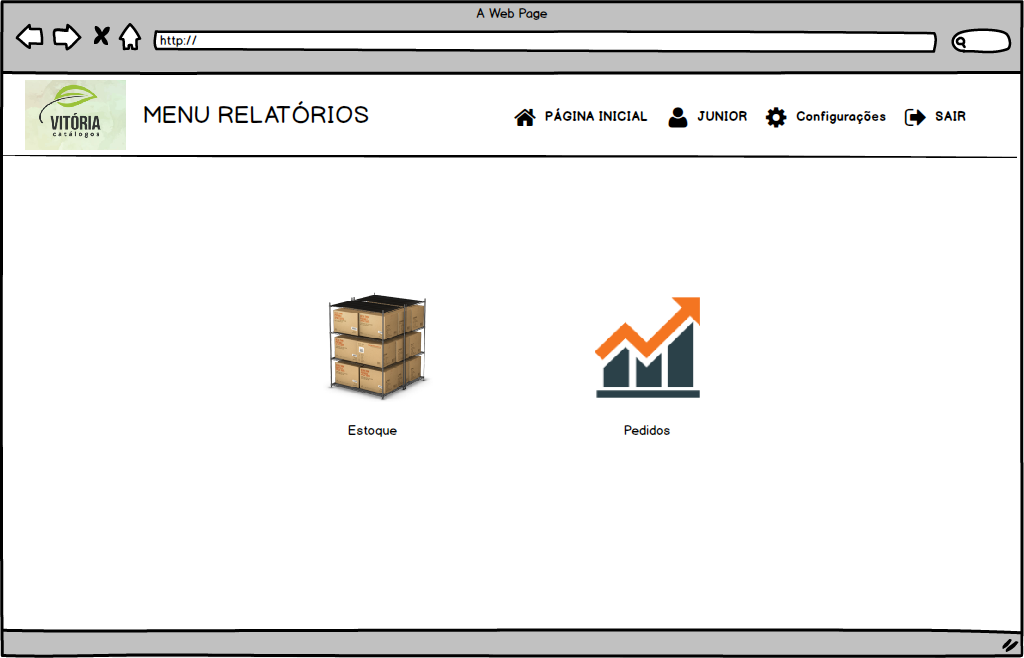 A Web Page
http://
VITÓRIA
catálogos
MENU RELATÓRIOS
PÁGINA INICIAL
JUNIOR
Configurações
SAIR
Estoque
Pedidos